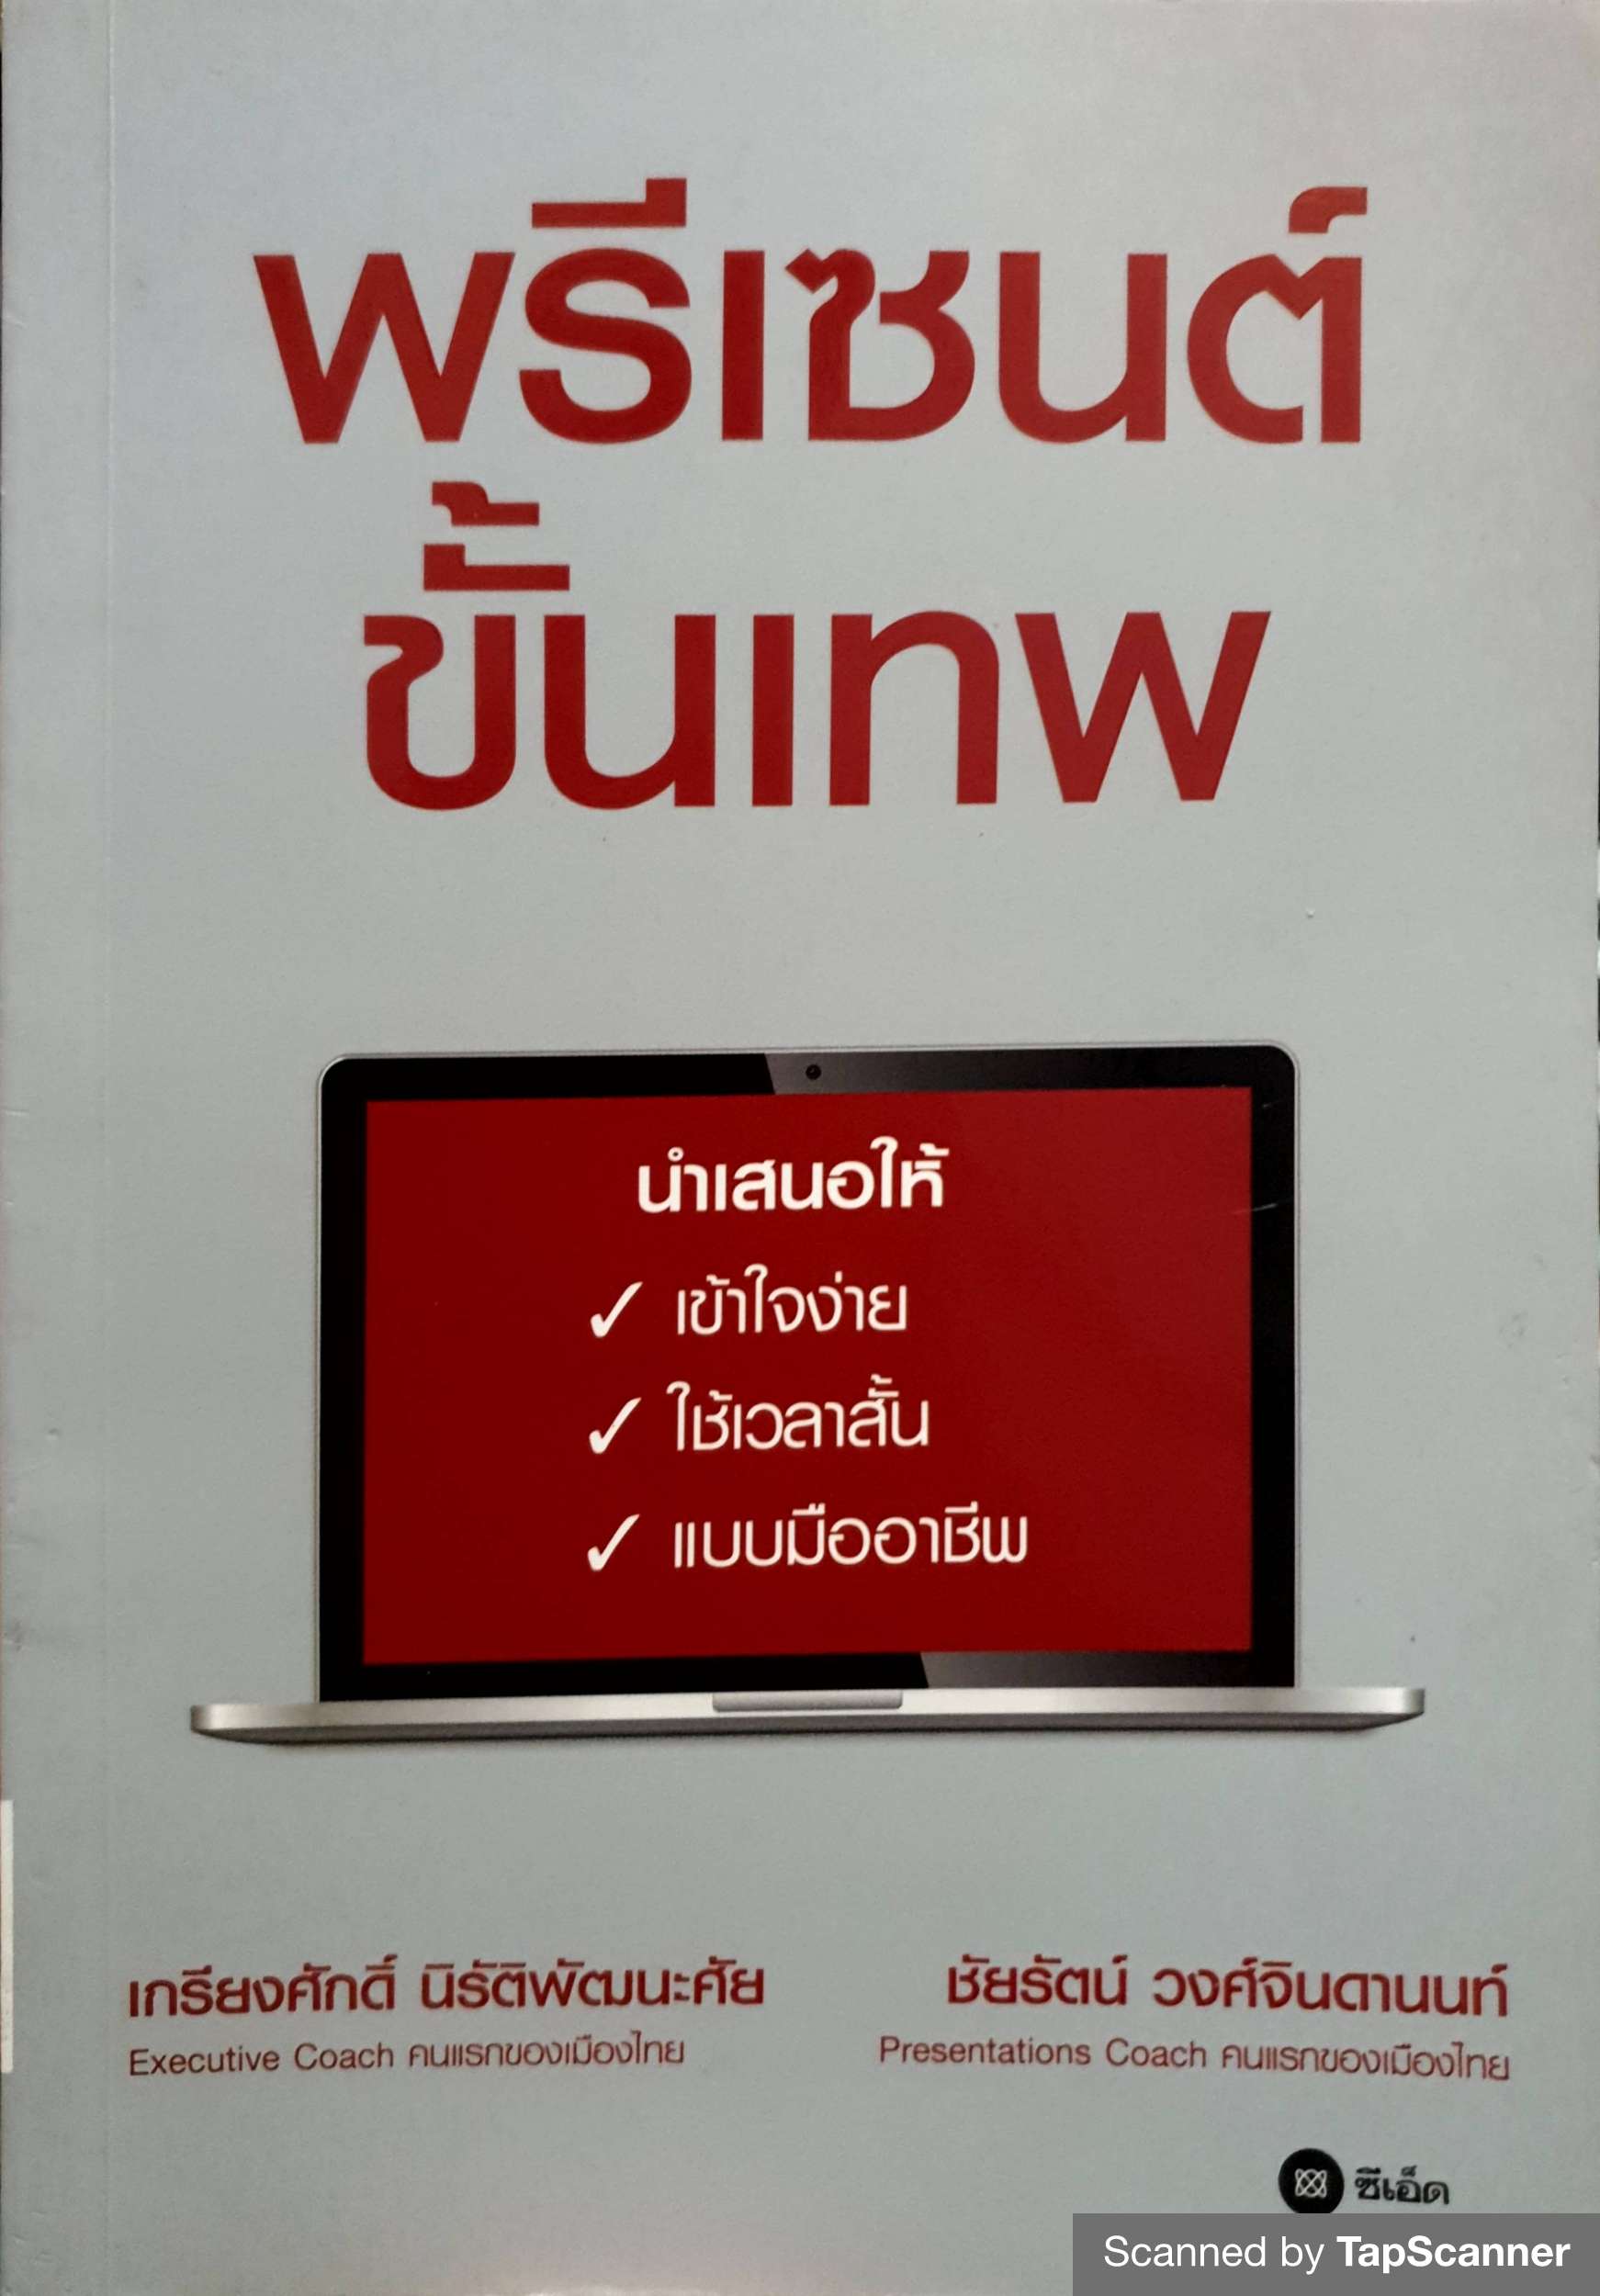 พรีเซนต์
ขั้นเทพ
นำเสนอให้
✓ เข้าใจง่าย
✓ ใช้เวลาสั้น
✓ แบบมืออาชีพ
เกรียงศักดิ์ นิรัติพัฒนะศัย
Executive Coach คนแรกของเมืองไทย
ชัยรัตน์ วงศ์จินดานนท์
Presentations Coach คนแรกของเมืองไทย
ซีเอ็ด
Scanned by TapScanner